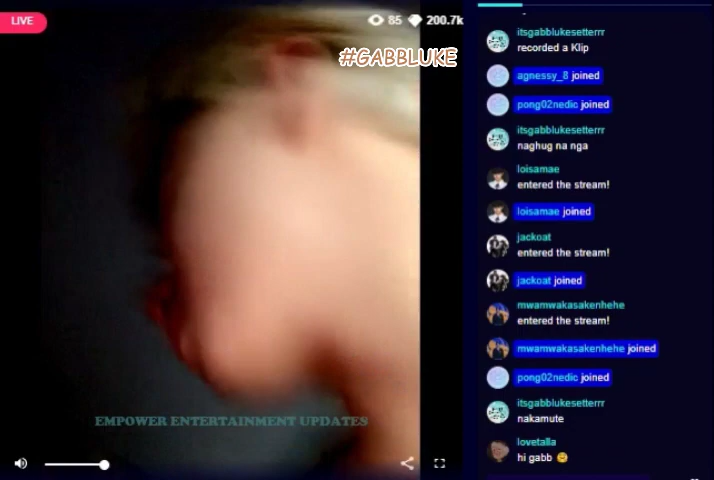 LIVE
85 200.7k
#GABBLUKE
EMPOWER ENTERTAINMENT UPDATES
itsgabblukesetterrr
recorded a Klip
agnessy_8 joined
pong02nedic joined
itsgabblukesetterrr
naghug na nga
loisamae
entered the stream!
loisamae joined
jackoat
entered the stream!
jackoat joined
mwamwakasakenhehe
entered the stream!
mwamwakasakenhehe joined
pong02nedic joined
itsgabblukesetterrr
nakamute
lovetalla
hi gabb